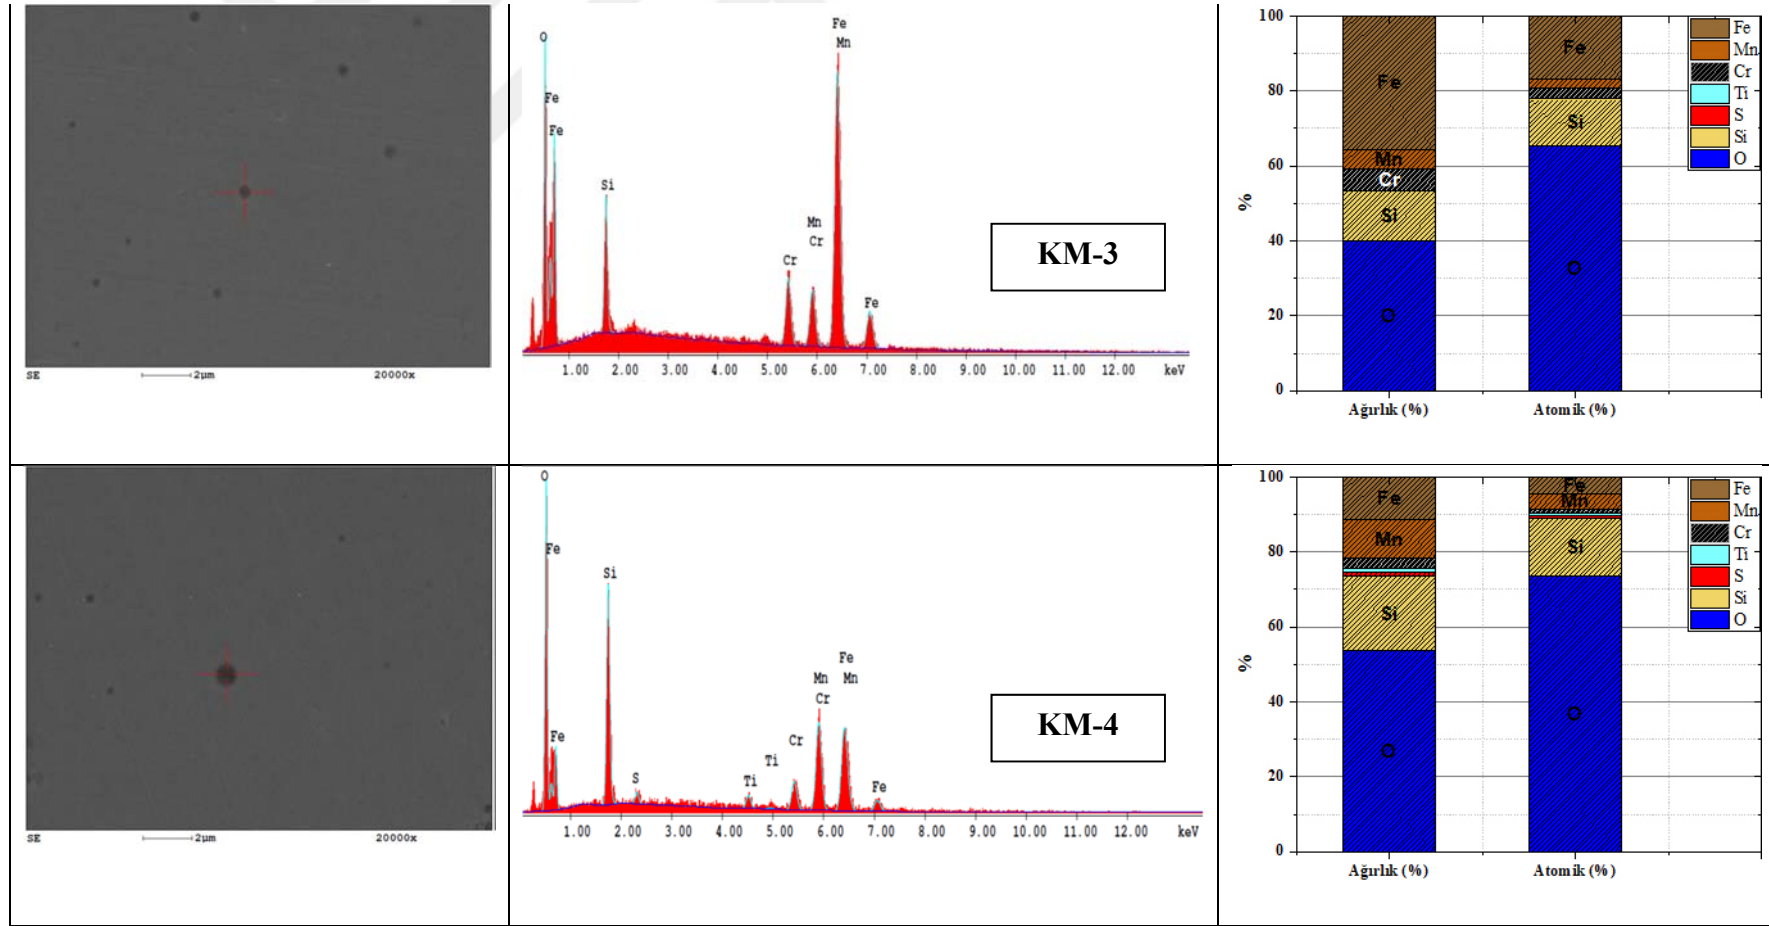 O
Fe
Fe
Si
Cr
Mn
Cr
Fe
Mn
Fe
KM-3
1.00 2.00 3.00 4.00 5.00 6.00 7.00 8.00 9.00 10.00 11.00 12.00 keV
SE 2µm 20000x
100
80
60
40
20
0
%
Fe
Mn
Cr
Si
O
Fe
Si
O
Ağırlık (%) Atomik (%)
Fe
Mn
Cr
Ti
S
Si
O
O
Fe
Fe
Si
S
Ti
Ti
Cr
Mn
Cr
Fe
Mn
Fe
KM-4
1.00 2.00 3.00 4.00 5.00 6.00 7.00 8.00 9.00 10.00 11.00 12.00 keV
SE 2µm 20000x
100
80
60
40
20
0
%
Fe
Mn
Si
O
Fe
Mn
Si
O
Ağırlık (%) Atomik (%)
Fe
Mn
Cr
Ti
S
Si
O